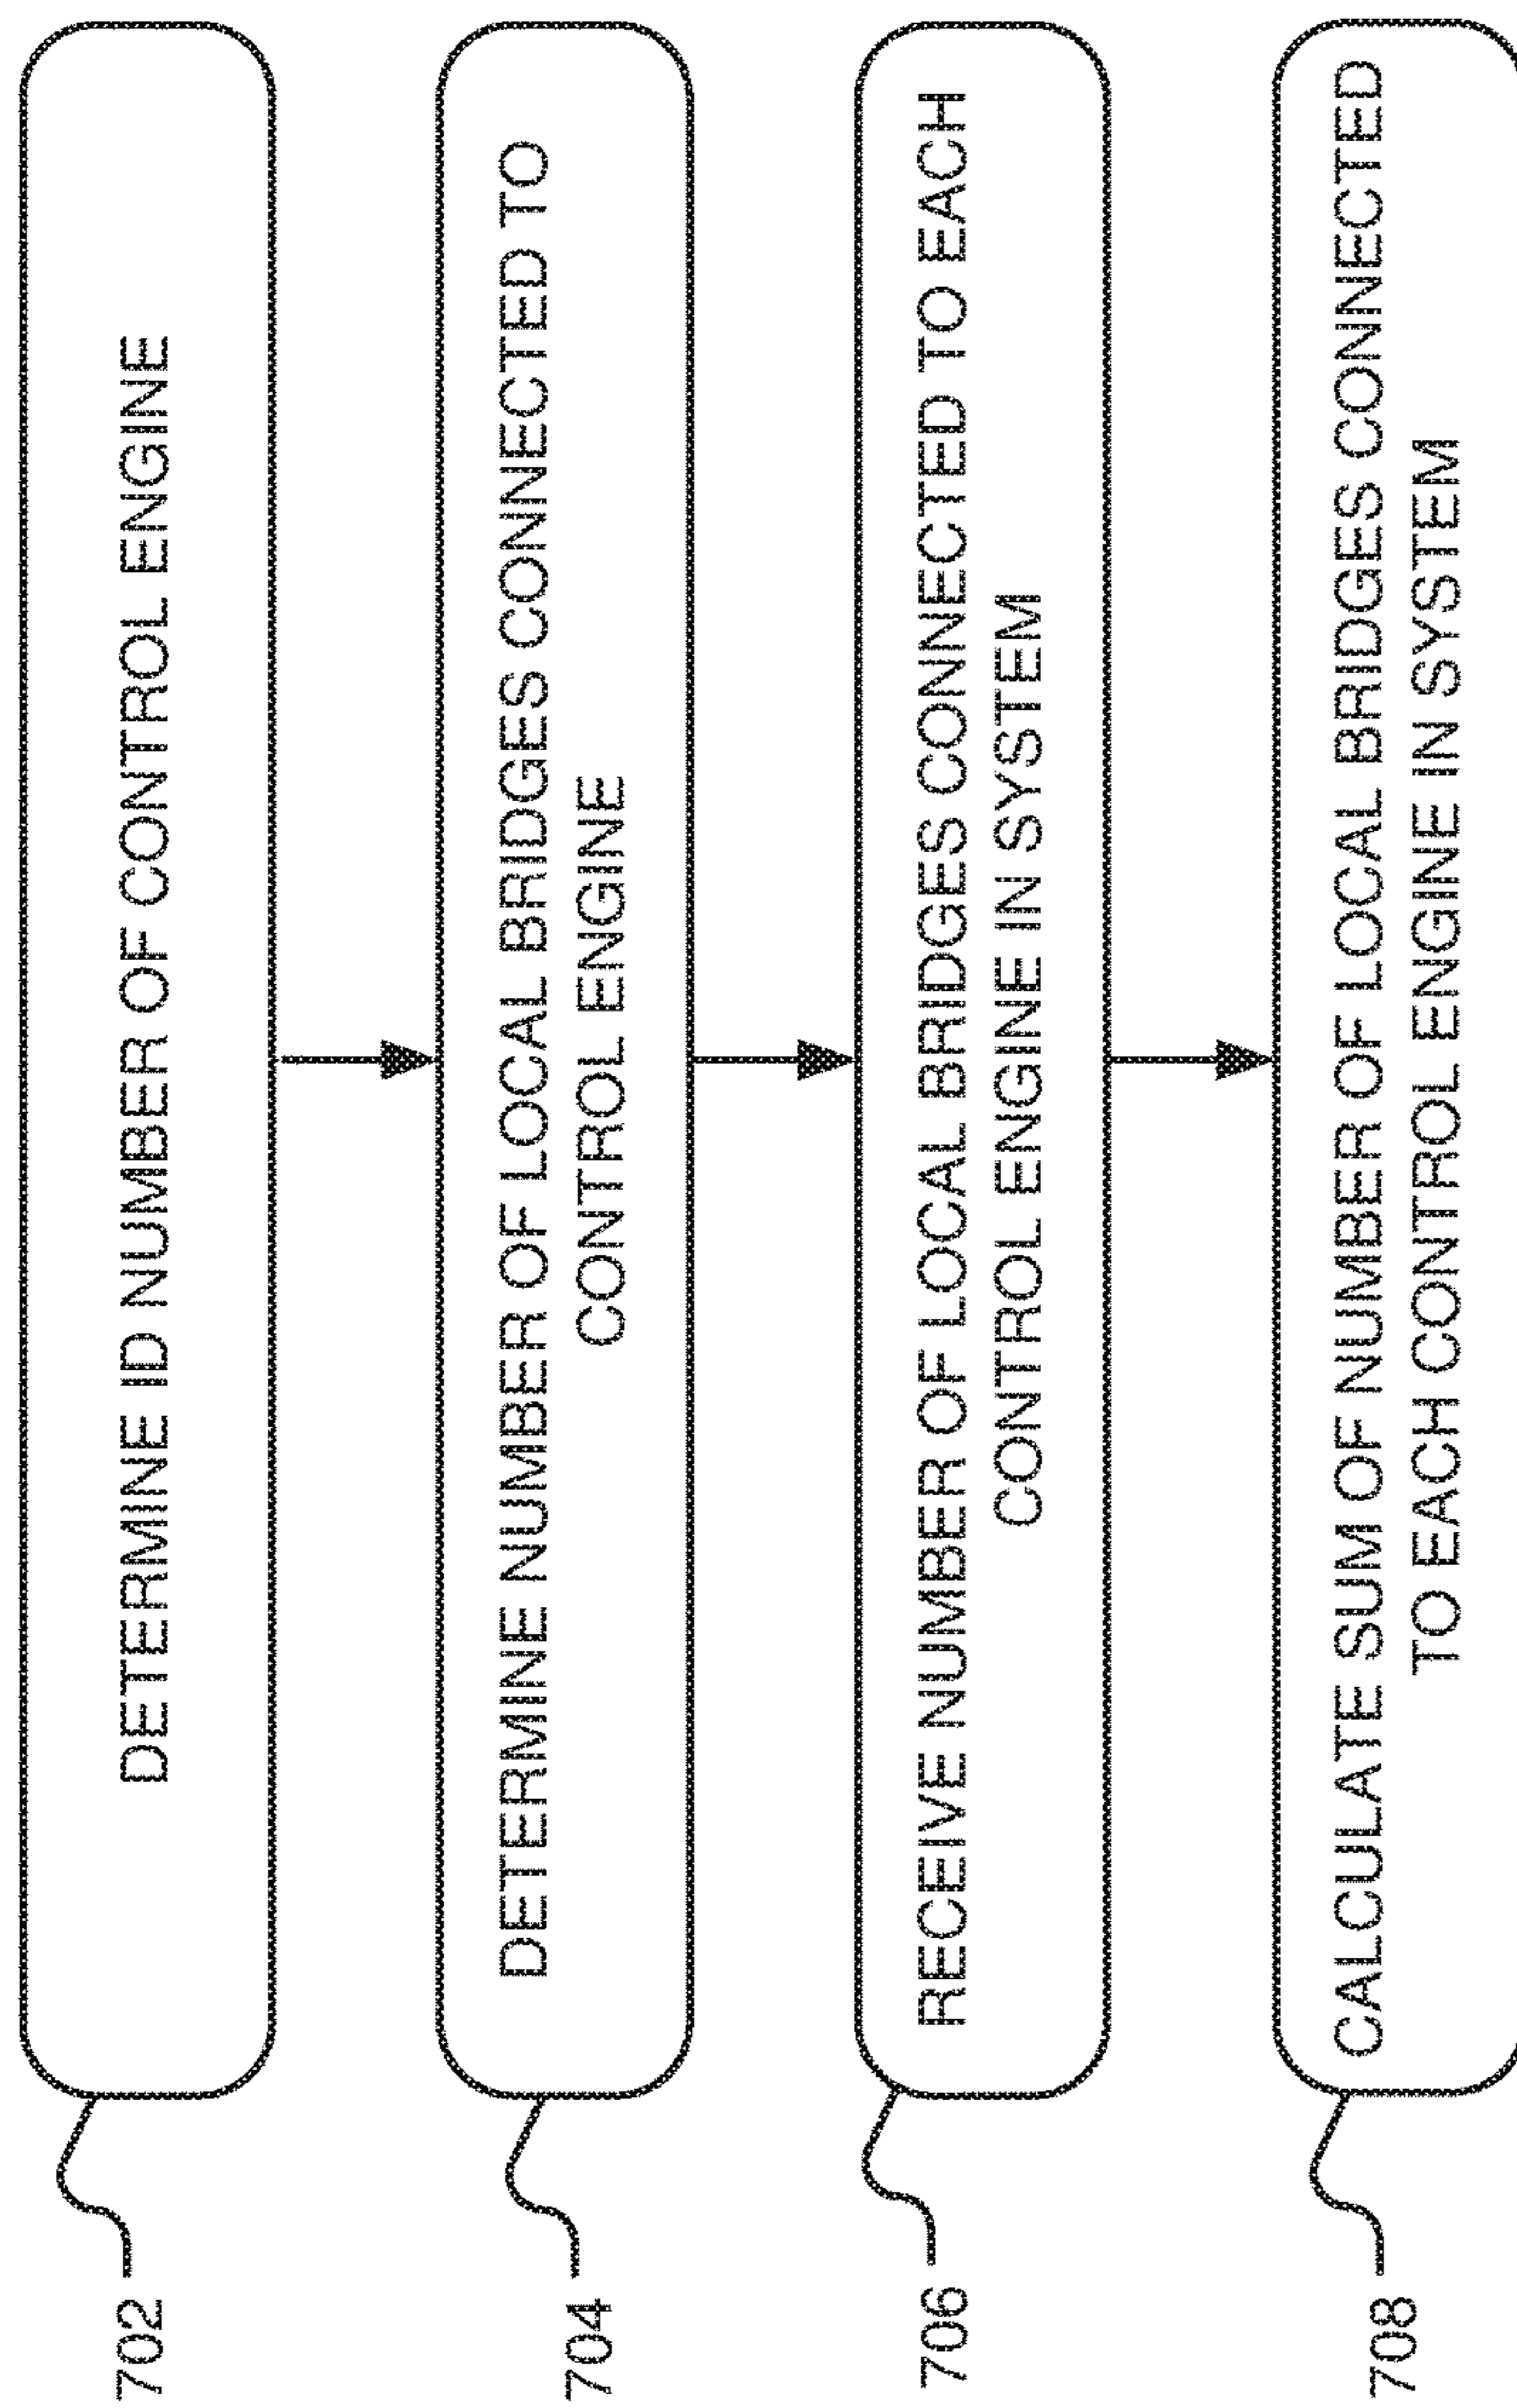 702
DETERMINE ID NUMBER OF CONTROL ENGINE
704
DETERMINE NUMBER OF LOCAL BRIDGES CONNECTED TO
CONTROL ENGINE
706
RECEIVE NUMBER OF LOCAL BRIDGES CONNECTED TO EACH
CONTROL ENGINE IN SYSTEM
708
CALCULATE SUM OF NUMBER OF LOCAL BRIDGES CONNECTED
TO EACH CONTROL ENGINE IN SYSTEM